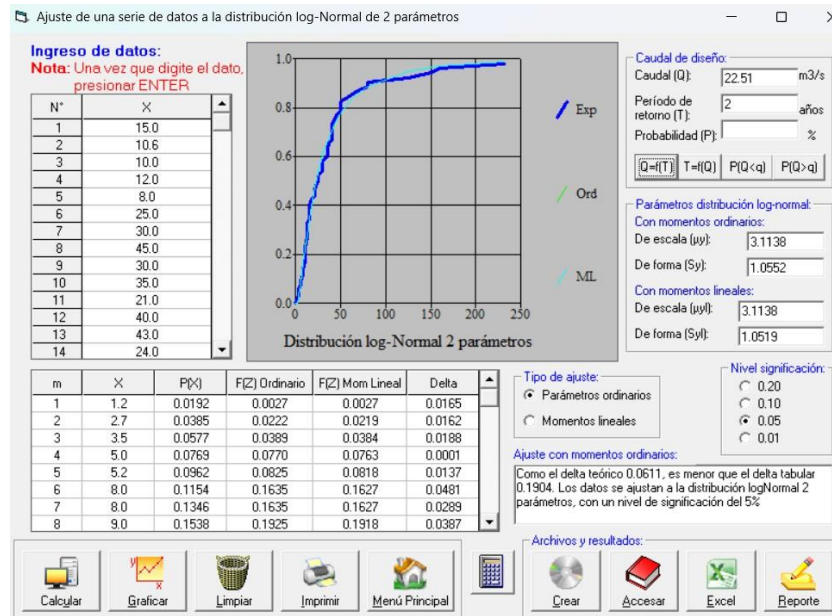 Ajuste de una serie de datos a la distribución log-Normal de 2 parámetros
Ingreso de datos:
Nota: Una vez que digite el dato,
presionar ENTER
N° X
1 15.0
2 10.6
3 10.0
4 12.0
5 8.0
6 25.0
7 30.0
8 45.0
9 30.0
10 35.0
11 21.0
12 40.0
13 43.0
14 24.0
1.0
0.8
0.6
0.4
0.2
0.0
0 50 100 150 200 250
Exp
Ord
ML
Distribución log-Normal 2 parámetros
Caudal de diseño:
Caudal (Q): 22.51 m3/s
Período de
retorno (T): 2 años
Probabilidad (P): %
Q=f(T) T=f(Q) P(Q<q) P(Q>q)
Parámetros distribución log-normal:
Con momentos ordinarios:
De escala (μy): 3.1138
De forma (Sy): 1.0552
Con momentos lineales:
De escala (μyl): 3.1138
De forma (Syl): 1.0519
m X P(X) F(Z) Ordinario F(Z) Mom Lineal Delta
1 1.2 0.0192 0.0027 0.0027 0.0165
2 2.7 0.0385 0.0222 0.0219 0.0162
3 3.5 0.0577 0.0389 0.0384 0.0188
4 5.0 0.0769 0.0770 0.0763 0.0001
5 5.2 0.0962 0.0825 0.0818 0.0137
6 8.0 0.1154 0.1635 0.1627 0.0481
7 8.0 0.1346 0.1635 0.1627 0.0289
8 9.0 0.1538 0.1925 0.1918 0.0387
Tipo de ajuste:
Parámetros ordinarios
Momentos lineales
Nivel significación:
0.20
0.10
0.05
0.01
Ajuste con momentos ordinarios:
Como el delta teórico 0.0611, es menor que el delta tabular
0.1904. Los datos se ajustan a la distribución logNormal 2
parámetros, con un nivel de significación del 5%
Calcular Graficar Limpiar Imprimir Menú Principal
Archivos y resultados:
Crear Accesar Excel Reporte